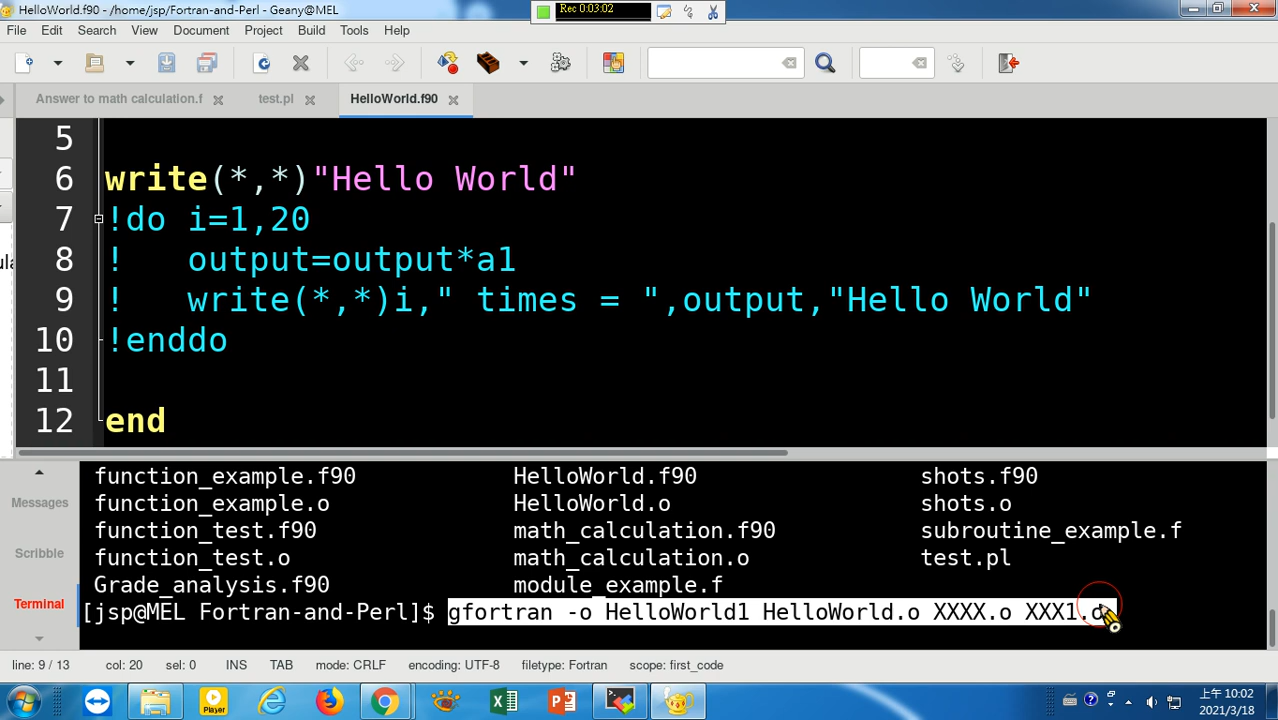 HelloWorld.f90 - /home/jsp/Fortran-and-Perl - Geany@MEL
Rec 0:03:02
File Edit Search View Document Project Build Tools Help
Answer to math calculation.f test.pl HelloWorld.f90
5
6 write(*,*)"Hello World"
7 !do i=1,20
8 ! output=output*a1
9 ! write(*,*)i," times = ",output,"Hello World"
10 !enddo
11
12 end
Messages
Scribble
Terminal
function_example.f90 HelloWorld.f90 shots.f90
function_example.o HelloWorld.o shots.o
function_test.f90 math_calculation.f90 subroutine_example.f
function_test.o math_calculation.o test.pl
Grade_analysis.f90 module_example.f
[jsp@MEL Fortran-and-Perl]$ gfortran -o HelloWorld1 HelloWorld.o XXXX.o XXX1.o
line: 9 / 13 col: 20 sel: 0 INS TAB mode: CRLF encoding: UTF-8 filetype: Fortran scope: first_code
Player
上午 10:02
2021/3/18